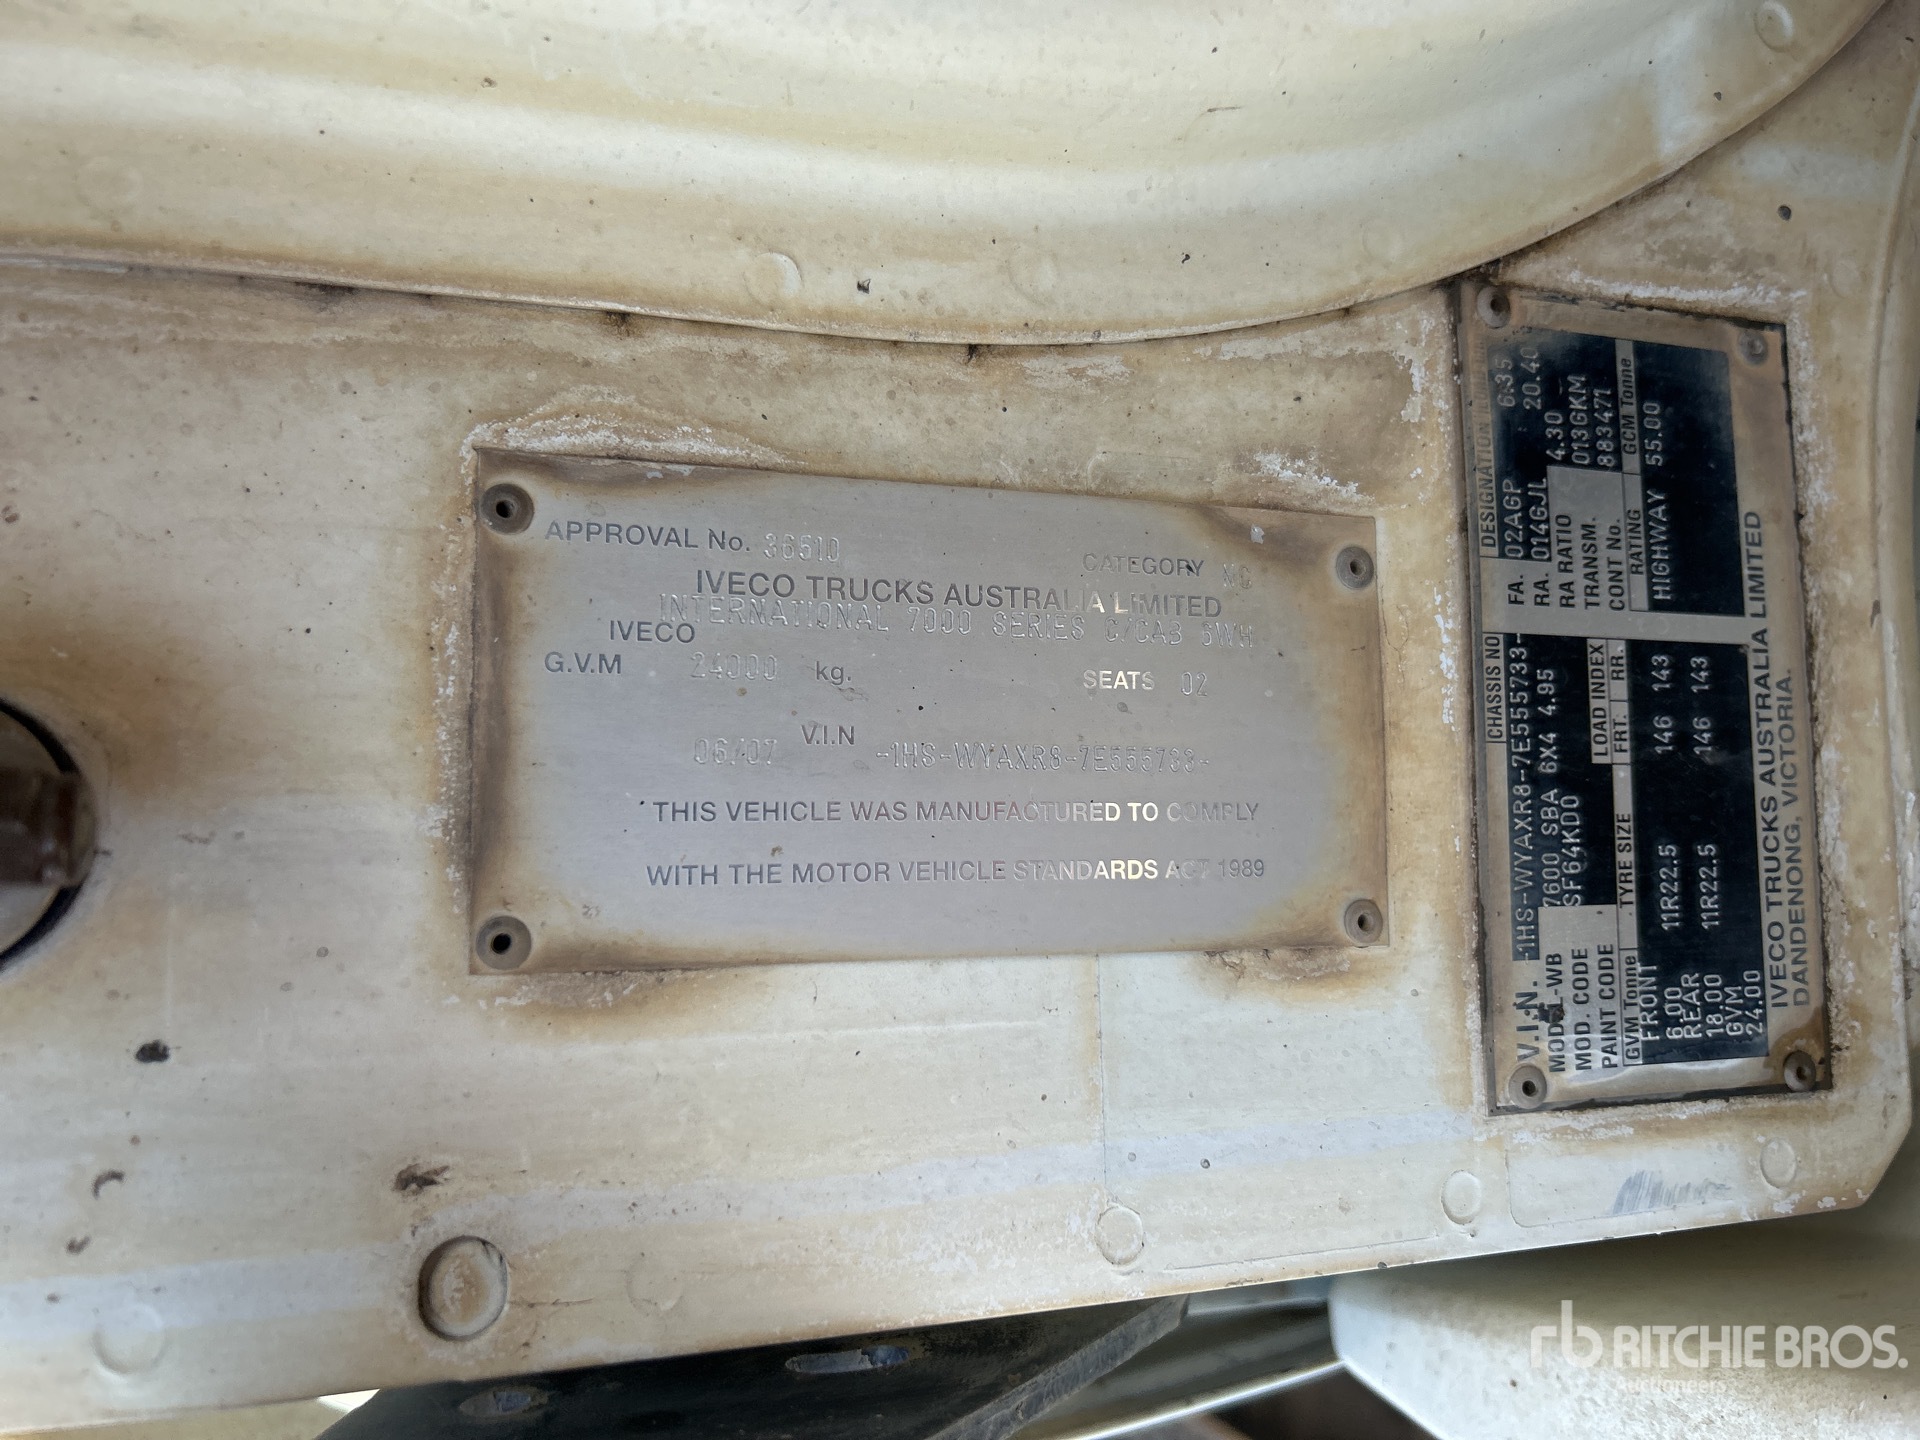 APPROVAL No. 36510
CATEGORY NC
IVECO TRUCKS AUSTRALIA LIMITED
INTERNATIONAL 7000 SERIES C/CAB 6WH
IVECO
G.V.M 24000 kg. SEATS 02
06/07 V.I.N -1HS-WYAXR8-7E555733-
THIS VEHICLE WAS MANUFACTURED TO COMPLY
WITH THE MOTOR VEHICLE STANDARDS ACT 1989
CHASSIS NO
V.I.N. -1HS-WYAXR8-7E555733-
MODEL-WB 7600 SBA 6X4 4.95
MOD. CODE SF64KD00
PAINT CODE
DESIGNATION
FA. 02AGP 6.35
RA. 014GJL 20.40
RA RATIO 4.30
TRANSM. 013GKM
CONT No. 883471
GVM Tonne TYRE SIZE LOAD INDEX
FRT. RR.
RATING GCM Tonne
FRONT
6.00 11R22.5 146 143
HIGHWAY 55.00
REAR
18.00 11R22.5 146 143
GVM
24.00
IVECO TRUCKS AUSTRALIA LIMITED
DANDENONG, VICTORIA.
rb RITCHIE BROS.
Auctioneers